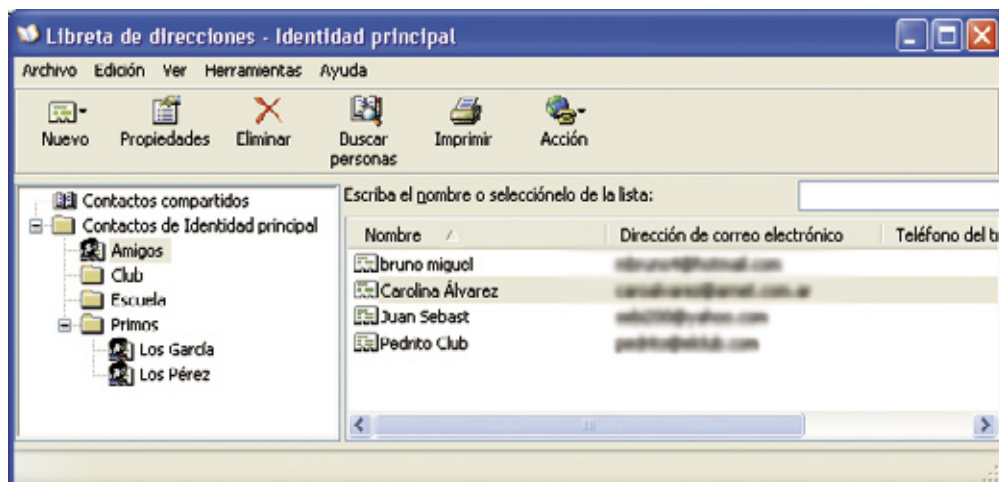 Libreta de direcciones - Identidad principal
Archivo Edición Ver Herramientas Ayuda
Nuevo Propiedades Eliminar Buscar personas Imprimir Acción
Contactos compartidos
Contactos de Identidad principal
Amigos
Club
Escuela
Primos
Los García
Los Pérez
Escriba el nombre o selecciónelo de la lista:
Nombre Dirección de correo electrónico Teléfono del t
bruno miguel
Carolina Álvarez
Juan Sebast
Pedrito Club